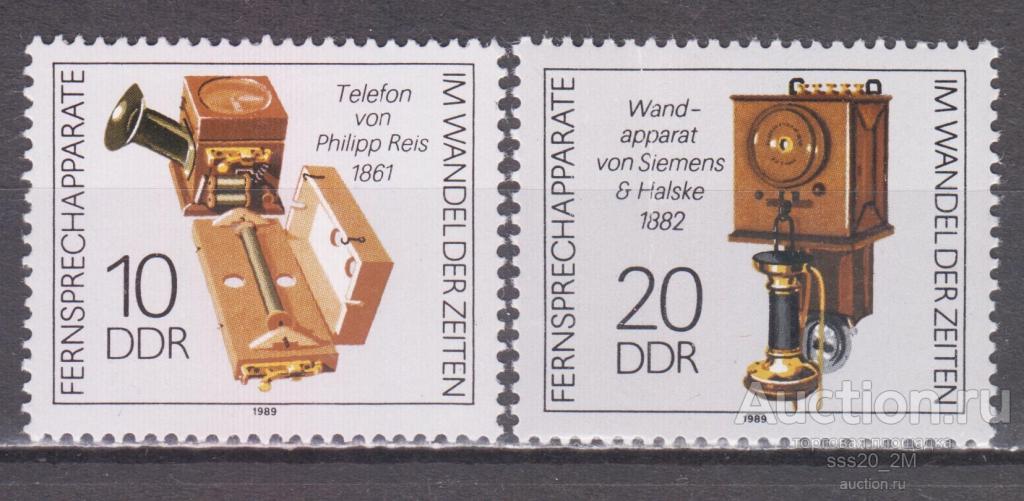 FERNSPRECHAPPARATE
Telefon
von
Philipp Reis
1861
IM WANDEL DER ZEITEN
10
DDR
1989
FERNSPRECHAPPARATE
Wand-
apparat
von Siemens
& Halske
1882
IM WANDEL DER ZEITEN
20
DDR
1989
Auction.ru
торговая площадка
sss20_2M
auction.ru